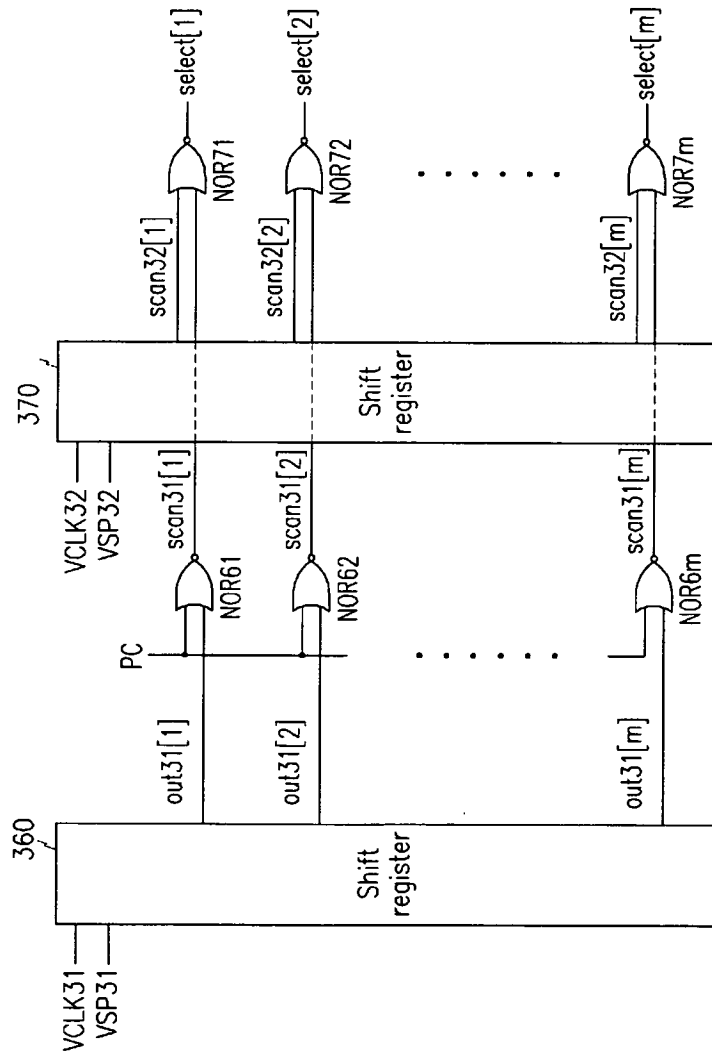 360
370
VCLK31
VSP31
Shift
register
out31[1]
out31[2]
out31[m]
PC
NOR61
NOR62
NOR6m
scan31[1]
scan31[2]
scan31[m]
VCLK32
VSP32
Shift
register
scan32[1]
scan32[2]
scan32[m]
NOR71
NOR72
NOR7m
select[1]
select[2]
select[m]